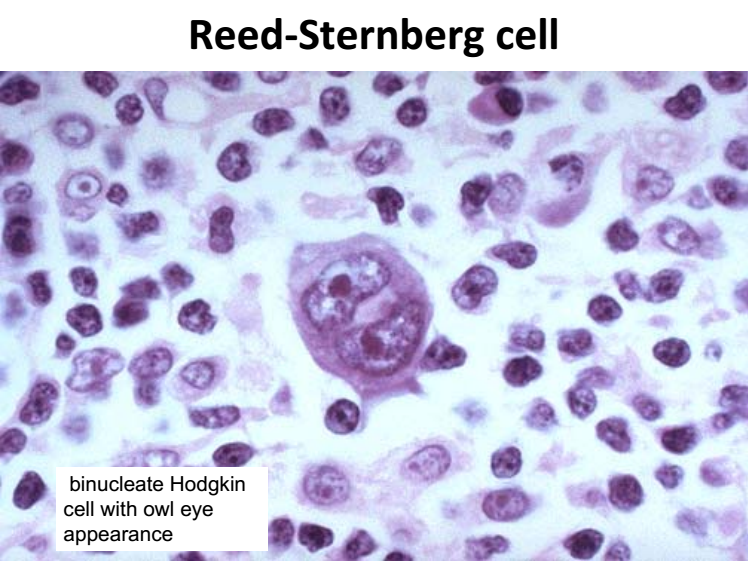 Reed-Sternberg cell
binucleate Hodgkin
cell with owl eye
appearance